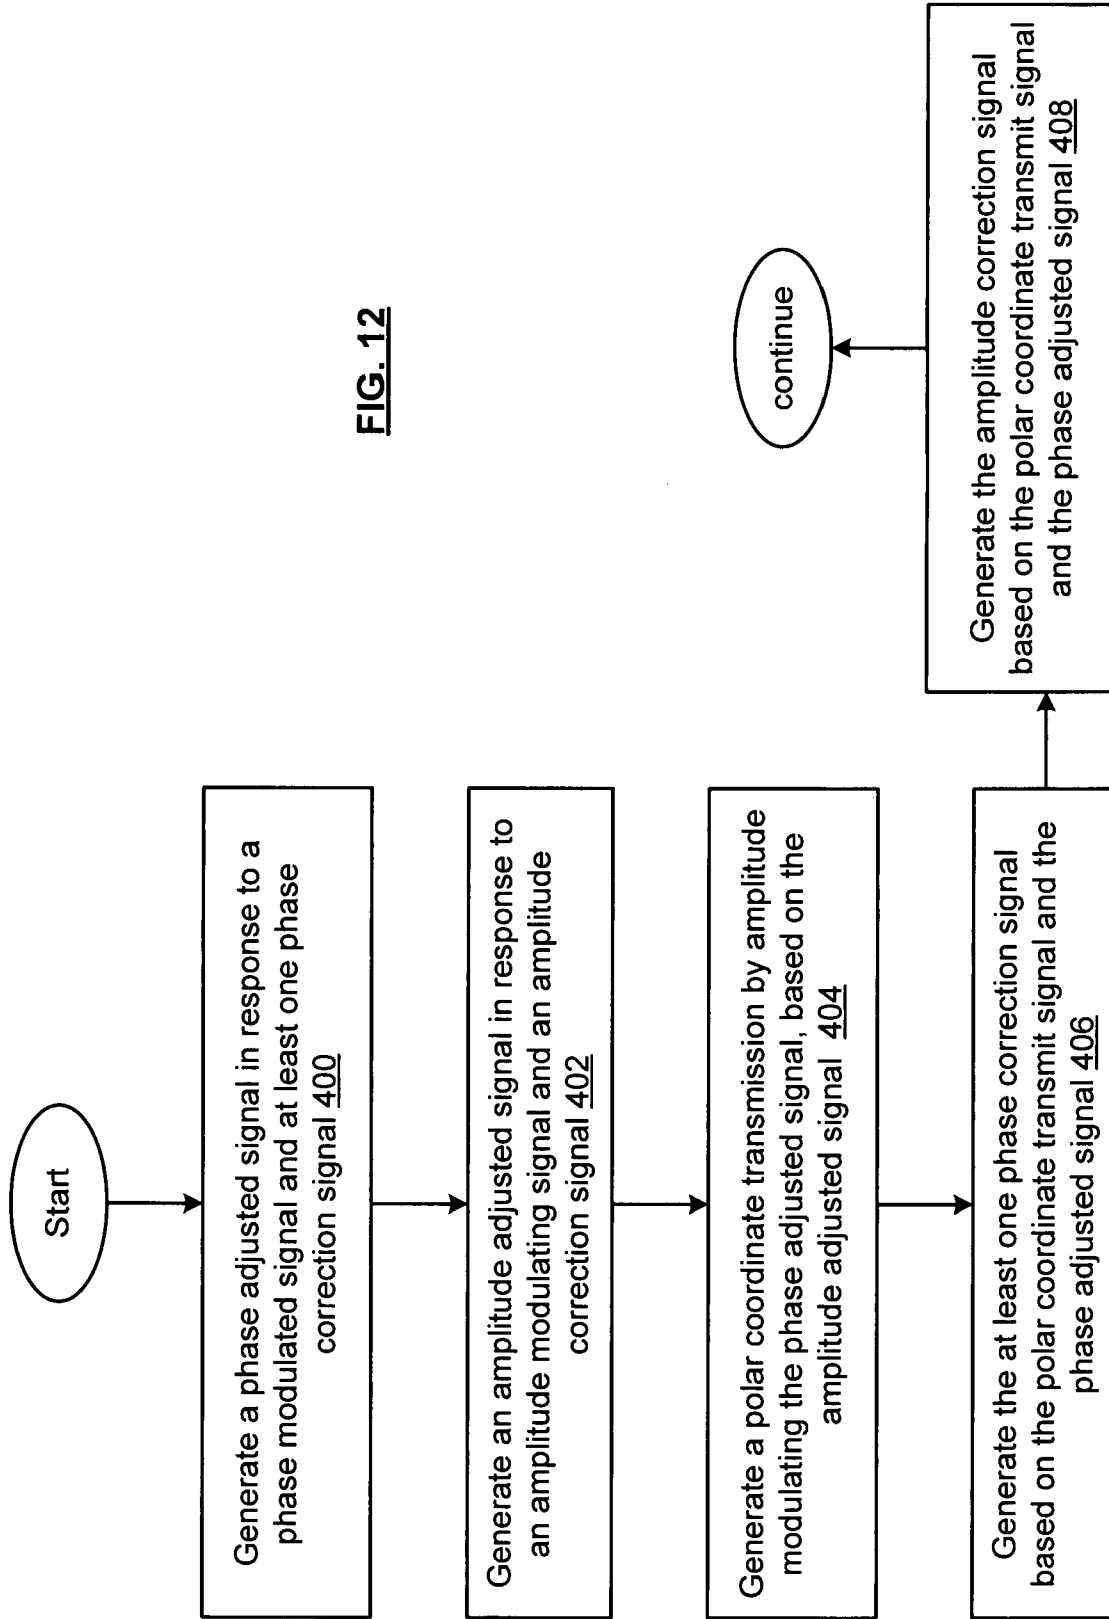 Start
Generate a phase adjusted signal in response to a
phase modulated signal and at least one phase
correction signal 400
Generate an amplitude adjusted signal in response to
an amplitude modulating signal and an amplitude
correction signal 402
Generate a polar coordinate transmission by amplitude
modulating the phase adjusted signal, based on the
amplitude adjusted signal 404
Generate the at least one phase correction signal
based on the polar coordinate transmit signal and the
phase adjusted signal 406
Generate the amplitude correction signal
based on the polar coordinate transmit signal
and the phase adjusted signal 408
continue
FIG. 12